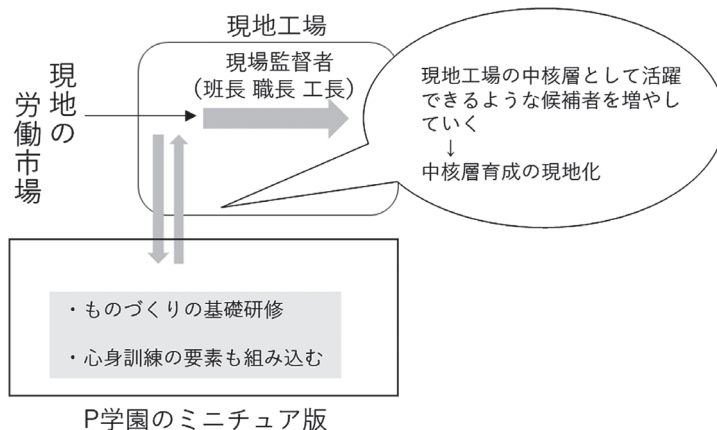 現地工場
現場監督者
（班長 職長 工長）
現地の
労働市場
現地工場の中核層として活躍
できるような候補者を増やし
ていく
↓
中核層育成の現地化
・ものづくりの基礎研修
・心身訓練の要素も組み込む
P学園のミニチュア版